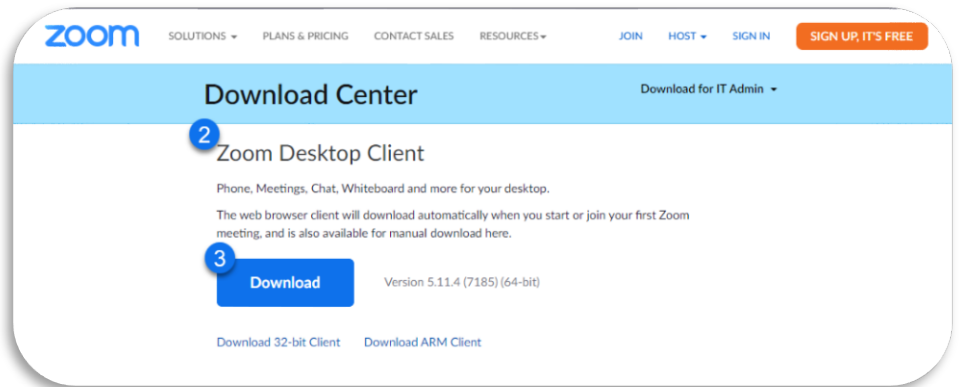 zoom SOLUTIONS PLANS & PRICING CONTACT SALES RESOURCES JOIN HOST SIGN IN SIGN UP, IT'S FREE
Download Center Download for IT Admin
2
Zoom Desktop Client
Phone, Meetings, Chat, Whiteboard and more for your desktop.
The web browser client will download automatically when you start or join your first Zoom
meeting, and is also available for manual download here.
3
Download Version 5.11.4 (7185) (64-bit)
Download 32-bit Client Download ARM Client